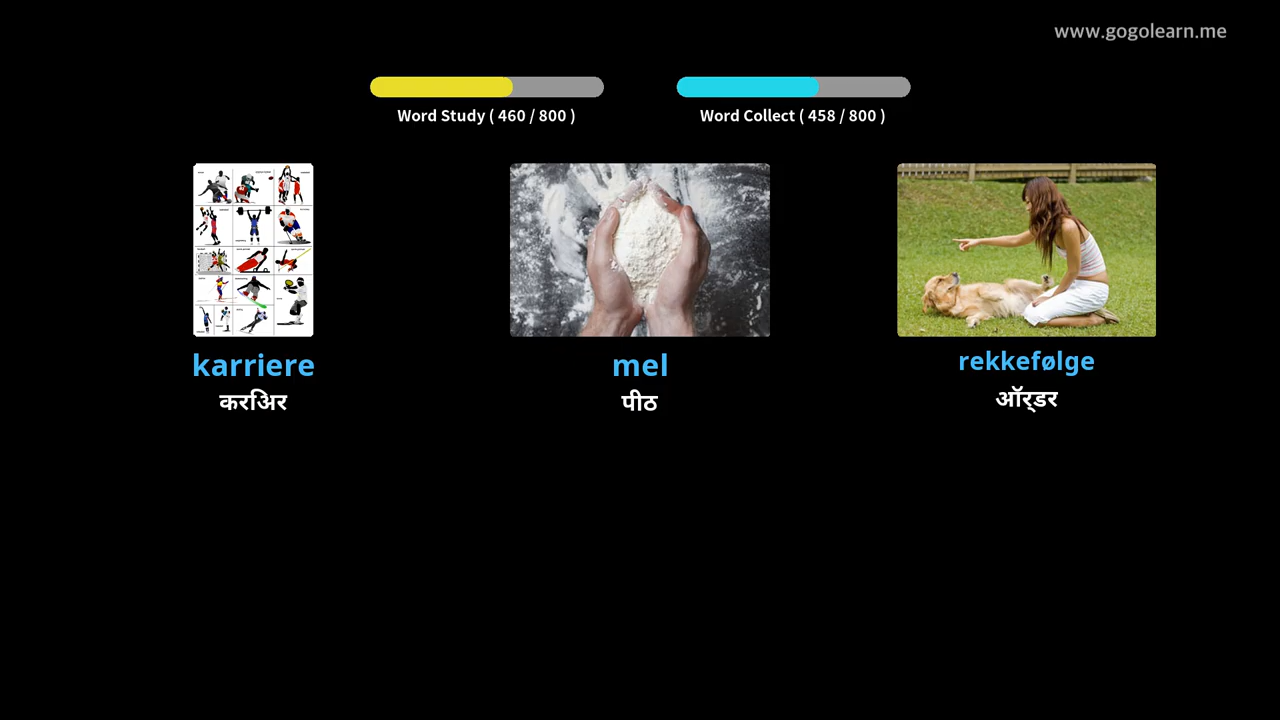 www.gogolearn.me
Word Study ( 460 / 800 )
Word Collect ( 458 / 800 )
karriere
mel
rekkefølge
करिअर
पीठ
ऑर्डर